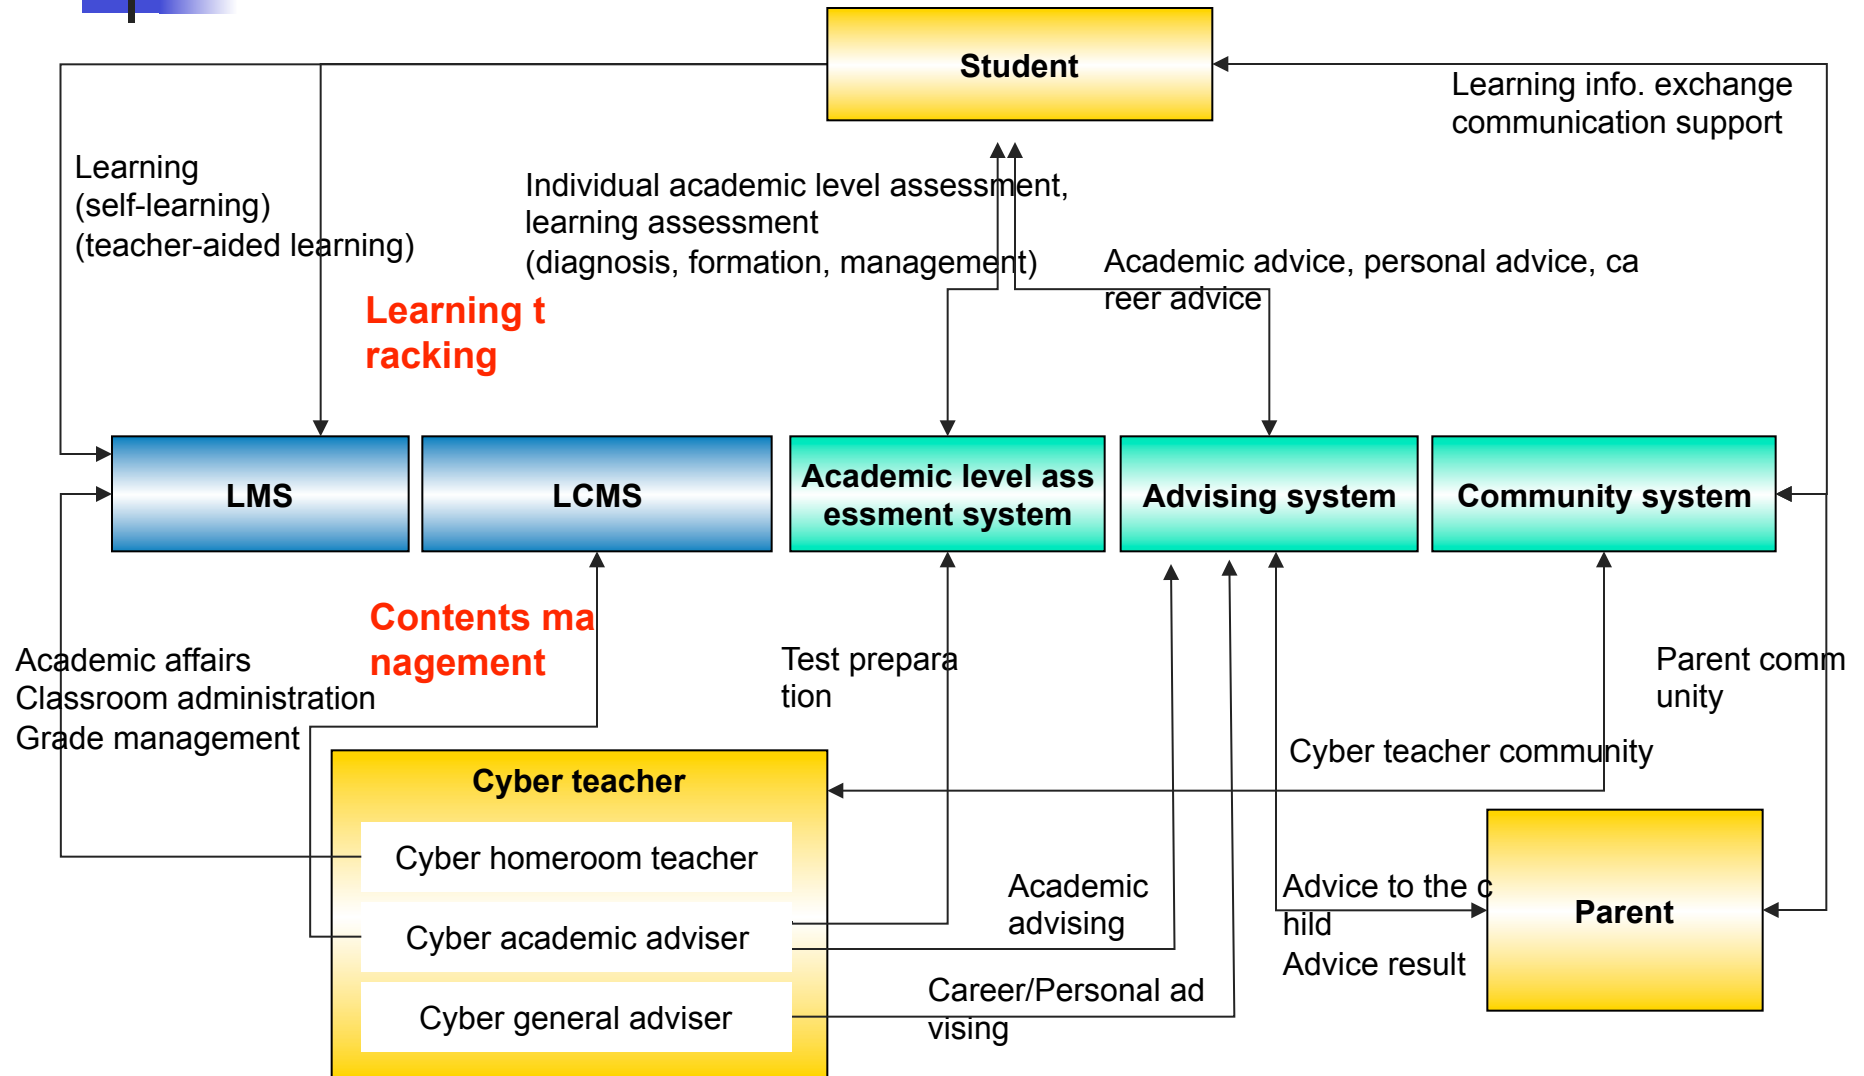 Student
Learning info. exchange
communication support
Learning
(self-learning)
(teacher-aided learning)
Individual academic level assessment,
learning assessment
(diagnosis, formation, management)
Academic advice, personal advice, ca
reer advice
Learning t
racking
LMS
LCMS
Academic level ass
essment system
Advising system
Community system
Contents ma
nagement
Academic affairs
Classroom administration
Grade management
Test prepara
tion
Parent comm
unity
Cyber teacher community
Cyber teacher
Cyber homeroom teacher
Cyber academic adviser
Cyber general adviser
Academic
advising
Career/Personal ad
vising
Advice to the c
hild
Advice result
Parent